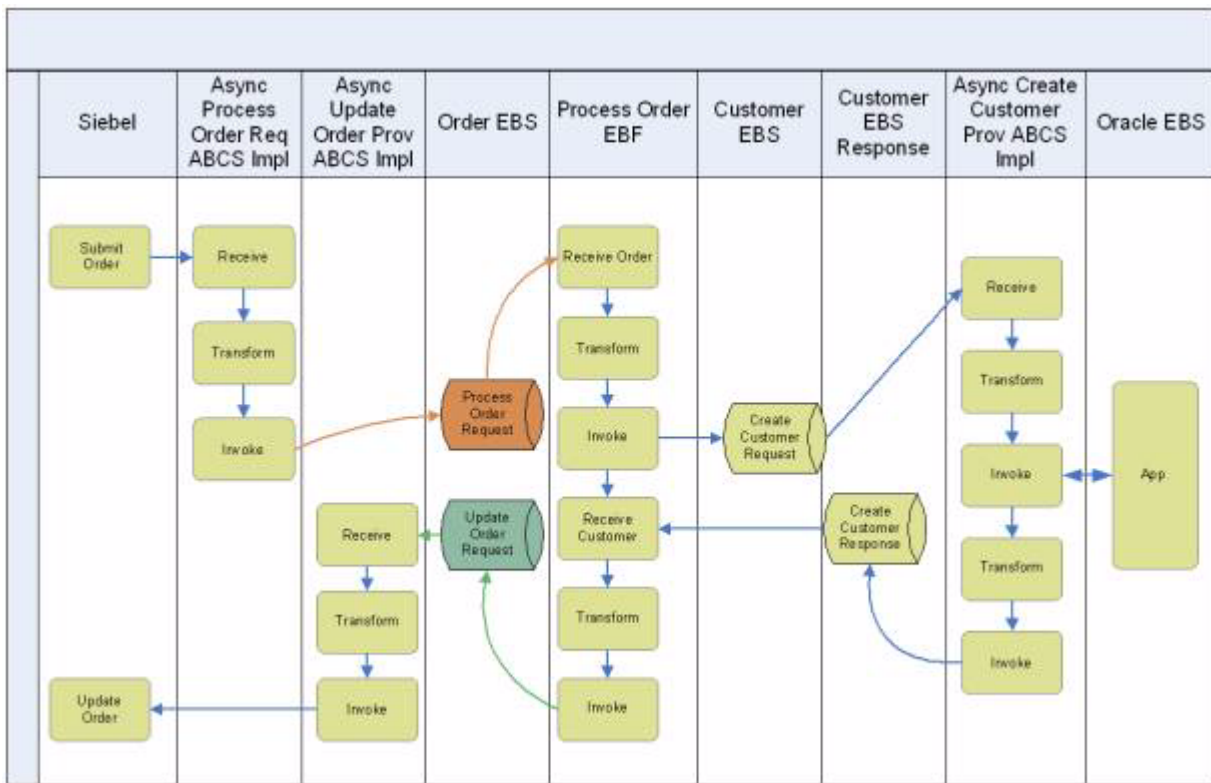 Siebel
Async
Process
Order Req
ABCS Impl
Async
Update
Order Prov
ABCS Impl
Order EBS
Process Order
EBF
Customer
EBS
Customer
EBS
Response
Async Create
Customer
Prov ABCS
Impl
Oracle EBS
Submit
Order
Receive
Transform
Invoke
Receive
Transform
Invoke
Process
Order
Request
Update
Order
Request
Receive Order
Transform
Invoke
Receive
Customer
Transform
Invoke
Create
Customer
Request
Create
Customer
Response
Receive
Transform
Invoke
Transform
Invoke
App
Update
Order